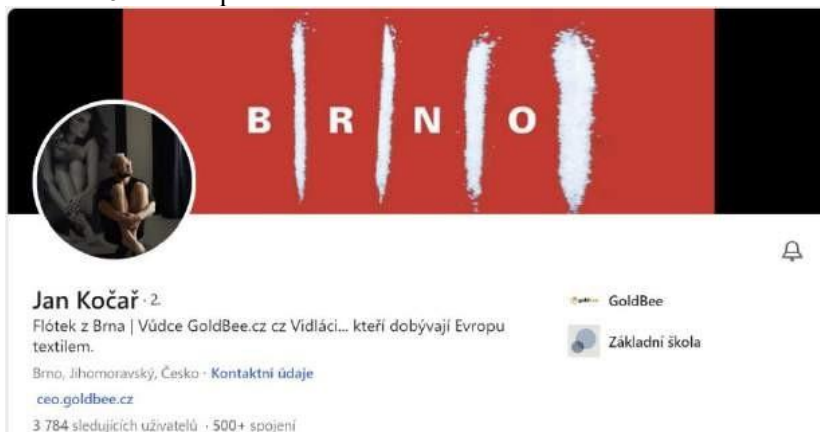 B R N O
Jan Kočař · 2.
Flótek z Brna | Vůdce GoldBee.cz cz Vidláci... kteří dobývají Evropu
textilem.
Brno, Jihomoravský, Česko · Kontaktní údaje
ceo.goldbee.cz
3 784 sledujících uživatelů · 500+ spojení
GoldBee
Základní škola